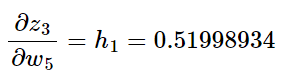 ∂z₃/∂w₅ = h₁ = 0.51998934